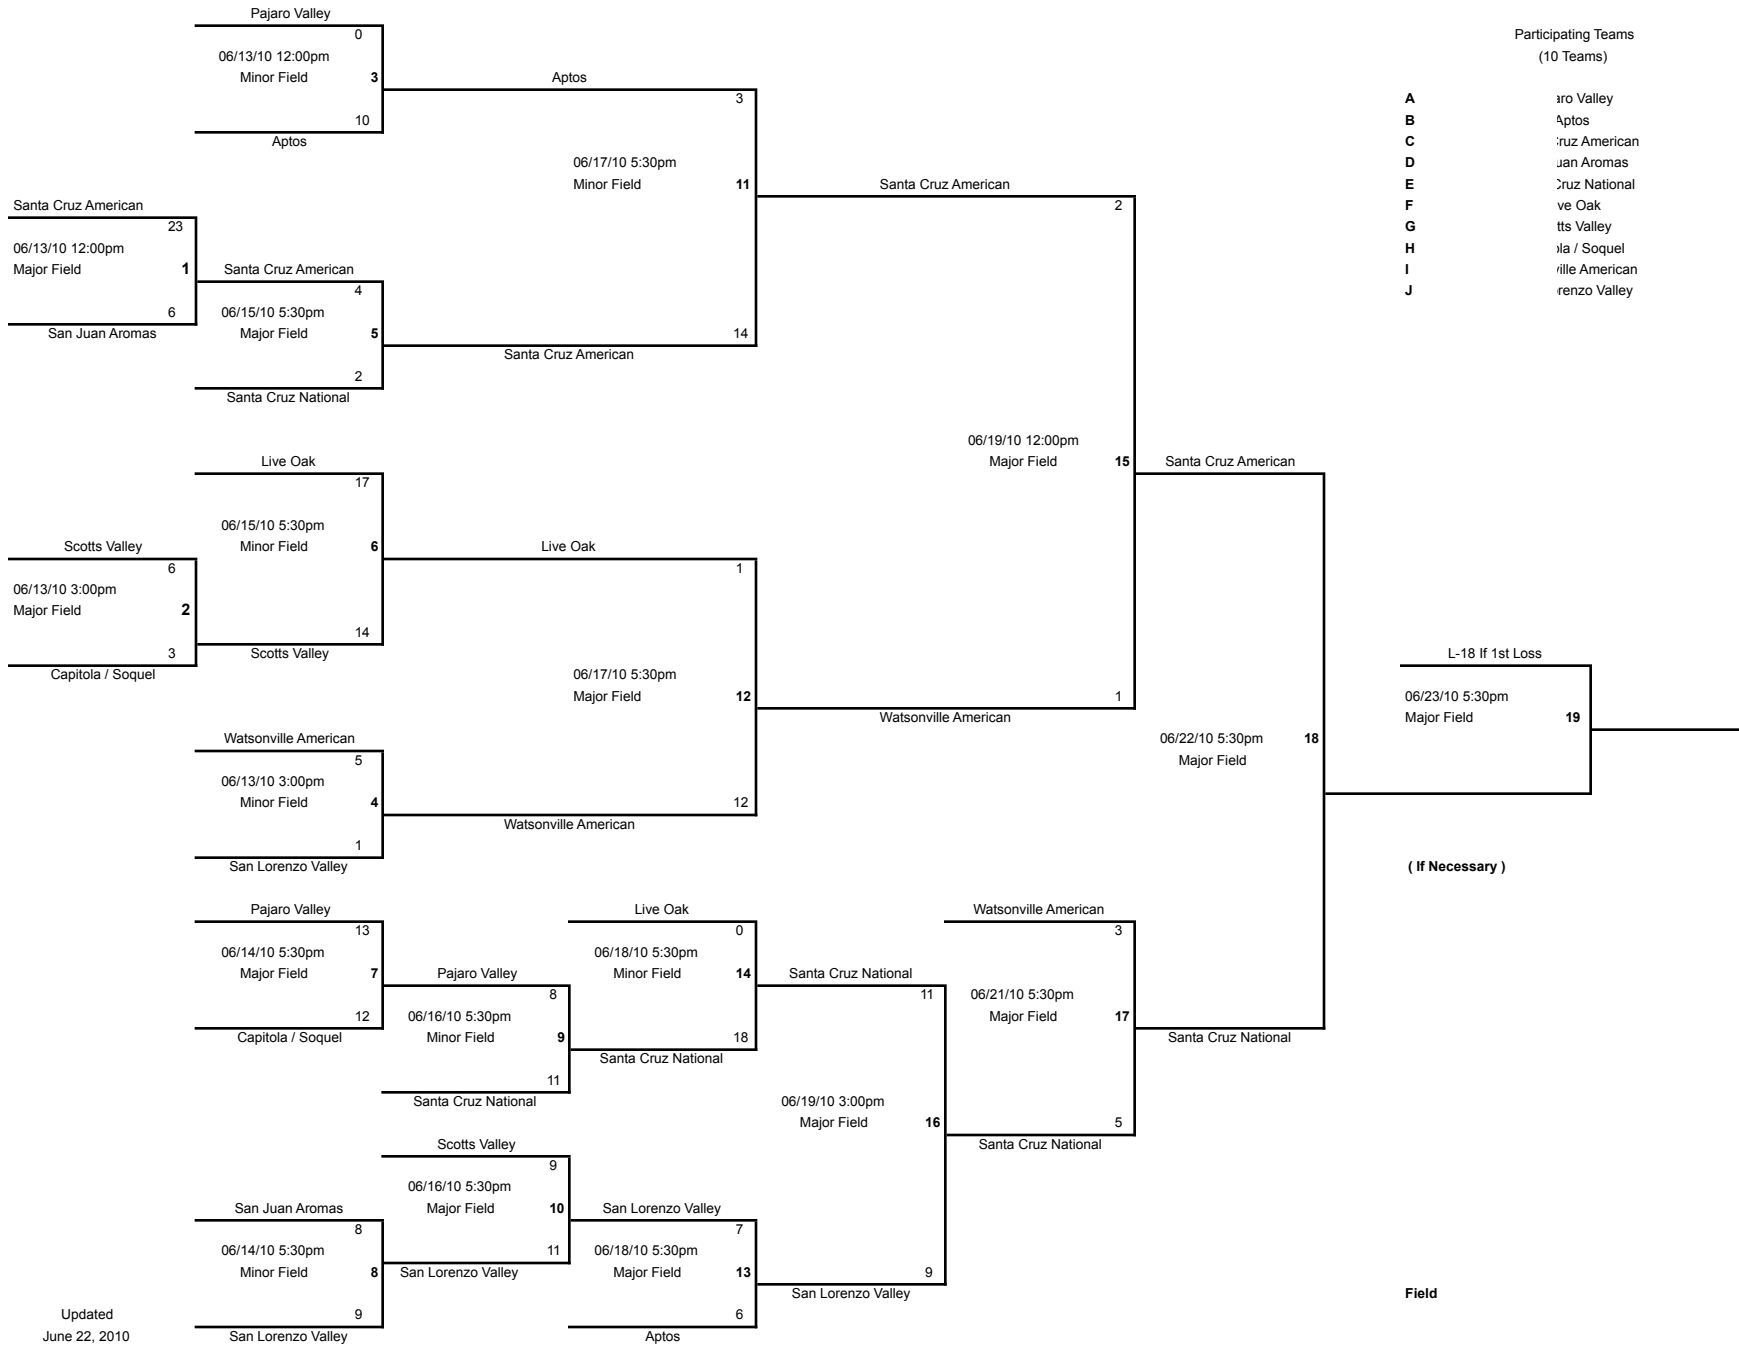 Pajaro Valley
0
06/13/10 12:00pm
Minor Field 3
10
Aptos
Aptos
3
06/17/10 5:30pm
Minor Field 11
14
Santa Cruz American
Santa Cruz American
23
06/13/10 12:00pm
Major Field 1
6
San Juan Aromas
Santa Cruz American
4
06/15/10 5:30pm
Major Field 5
2
Santa Cruz National
Santa Cruz American
2
06/19/10 12:00pm
Major Field 15
1
Watsonville American
Live Oak
17
06/15/10 5:30pm
Minor Field 6
14
Scotts Valley
Scotts Valley
6
06/13/10 3:00pm
Major Field 2
3
Capitola / Soquel
Live Oak
1
06/17/10 5:30pm
Major Field 12
12
Watsonville American
Watsonville American
5
06/13/10 3:00pm
Minor Field 4
1
San Lorenzo Valley
Santa Cruz American
06/22/10 5:30pm 18
Major Field
Santa Cruz National
L-18 If 1st Loss
06/23/10 5:30pm
Major Field 19
( If Necessary )
Pajaro Valley
13
06/14/10 5:30pm
Major Field 7
12
Capitola / Soquel
Pajaro Valley
8
06/16/10 5:30pm
Minor Field 9
11
Santa Cruz National
Live Oak
0
06/18/10 5:30pm
Minor Field 14
18
Santa Cruz National
Santa Cruz National
11
06/19/10 3:00pm
Major Field 16
9
San Lorenzo Valley
Watsonville American
3
06/21/10 5:30pm
Major Field 17
5
Santa Cruz National
Scotts Valley
9
06/16/10 5:30pm
Major Field 10
11
San Lorenzo Valley
San Juan Aromas
8
06/14/10 5:30pm
Minor Field 8
9
San Lorenzo Valley
San Lorenzo Valley
7
06/18/10 5:30pm
Major Field 13
6
Aptos
Participating Teams
(10 Teams)
A Valley
B Aptos
C American
D Aromas
E National
F Oak
G Valley
H / Soquel
I American
J Valley
Field
Updated
June 22, 2010